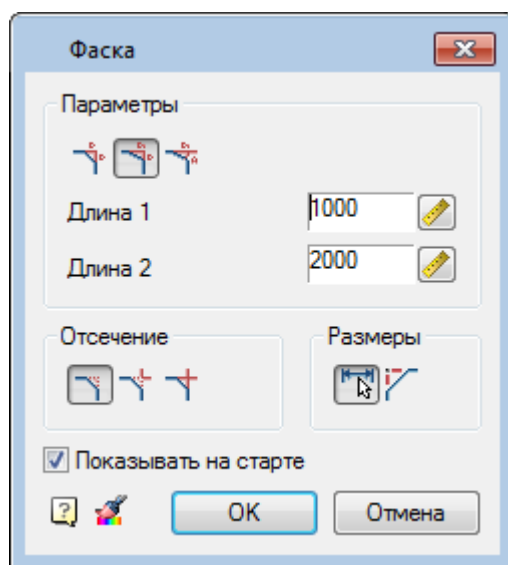 Фаска
Параметры
Длина 1 1000
Длина 2 2000
Отсечение Размеры
Показывать на старте
OK Отмена